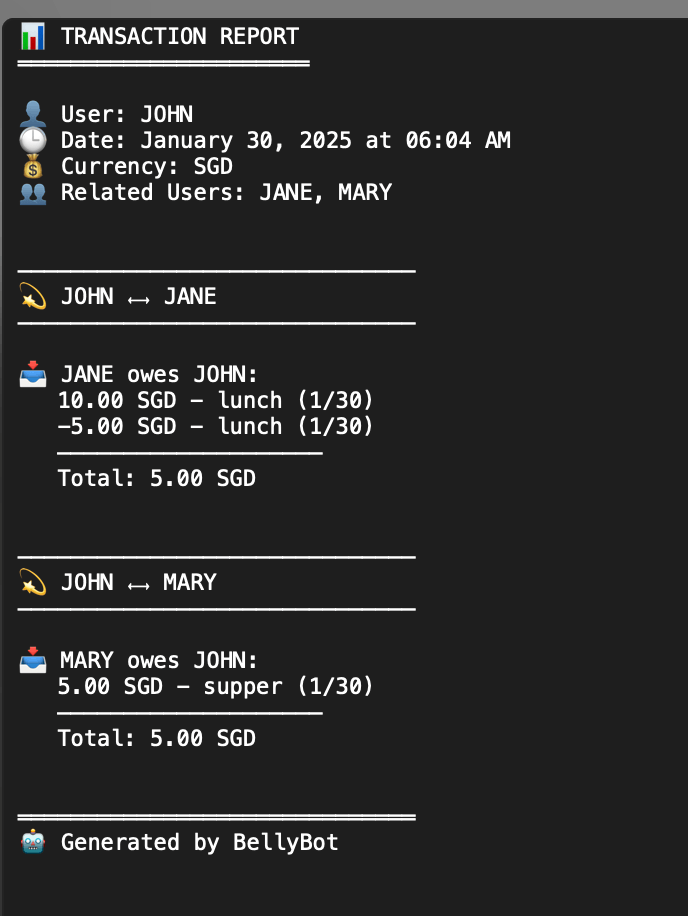 📊 TRANSACTION REPORT
══════════════════════
👤 User: JOHN
🕒 Date: January 30, 2025 at 06:04 AM
💰 Currency: SGD
👥 Related Users: JANE, MARY
──────────────────────────────
💫 JOHN ⟷ JANE
──────────────────────────────
📥 JANE owes JOHN:
10.00 SGD - lunch (1/30)
-5.00 SGD - lunch (1/30)
────────────────────
Total: 5.00 SGD
──────────────────────────────
💫 JOHN ⟷ MARY
──────────────────────────────
📥 MARY owes JOHN:
5.00 SGD - supper (1/30)
────────────────────
Total: 5.00 SGD
══════════════════════════════
🤖 Generated by BellyBot